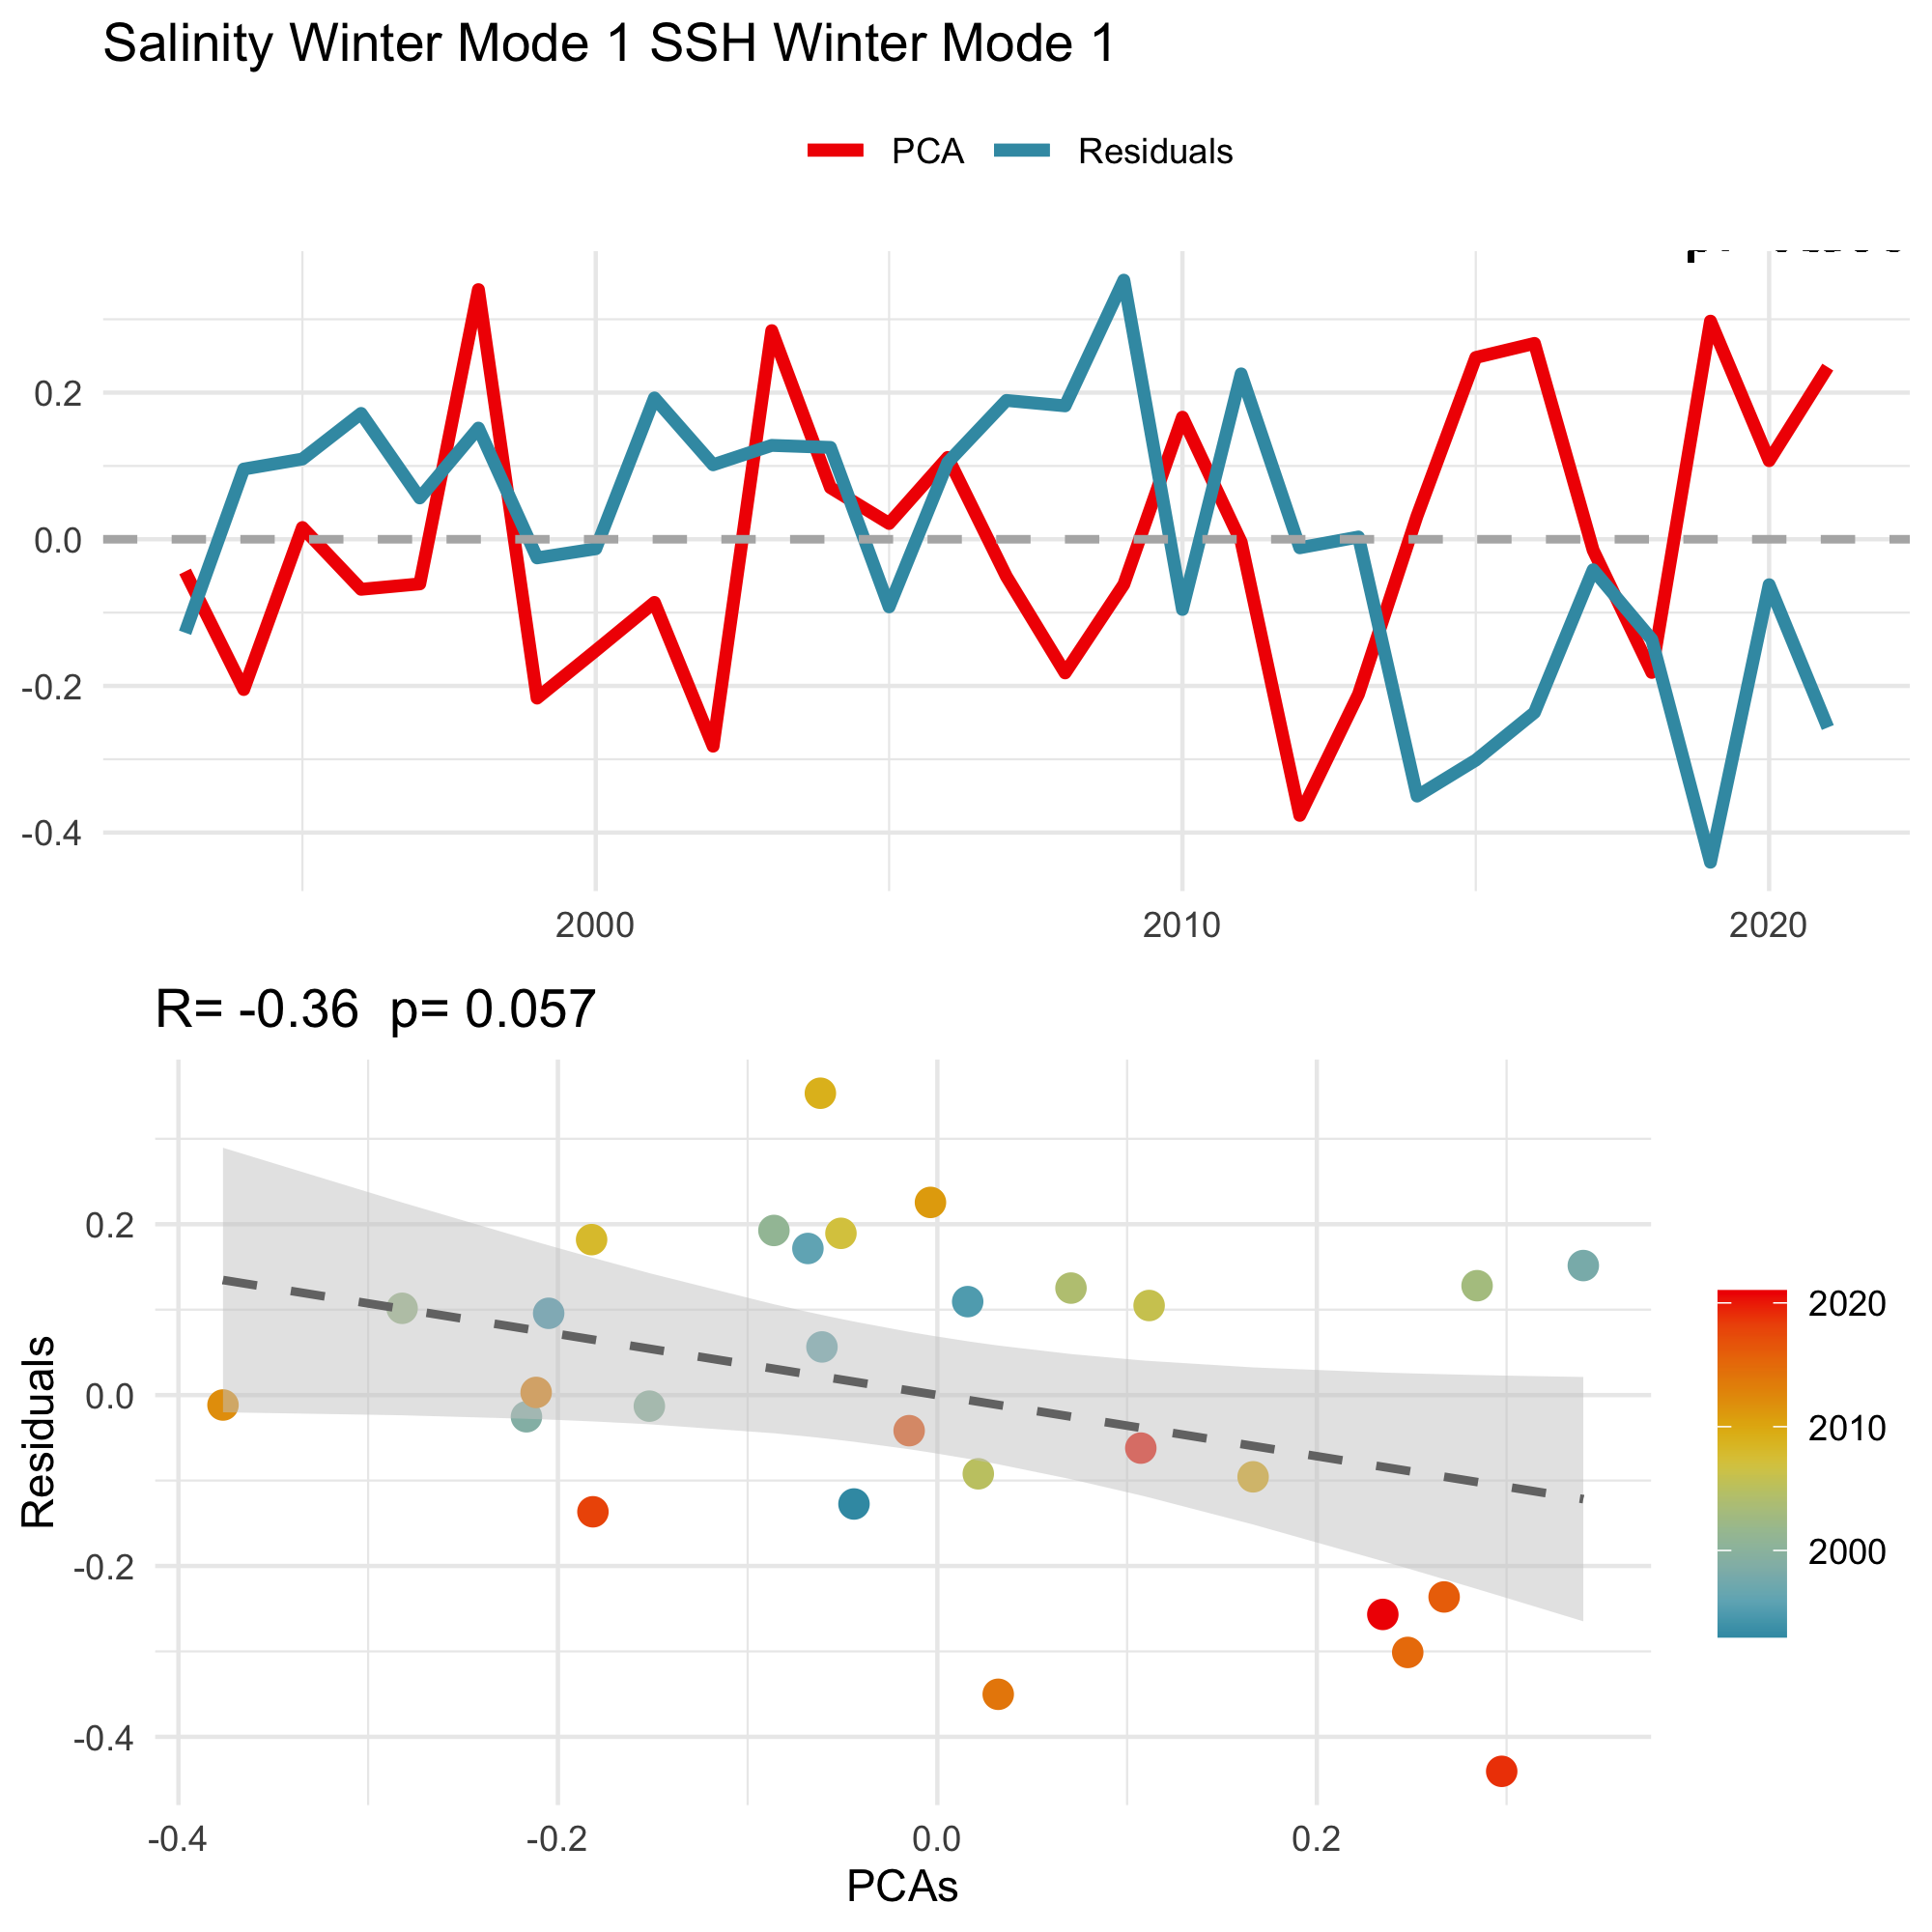 Salinity Winter Mode 1 SSH Winter Mode 1
PCA Residuals
0.2
0.0
-0.2
-0.4
2000 2010 2020
R= -0.36 p= 0.057
Residuals
0.2
0.0
-0.2
-0.4
-0.4 -0.2 0.0 0.2
PCAs
2020
2010
2000